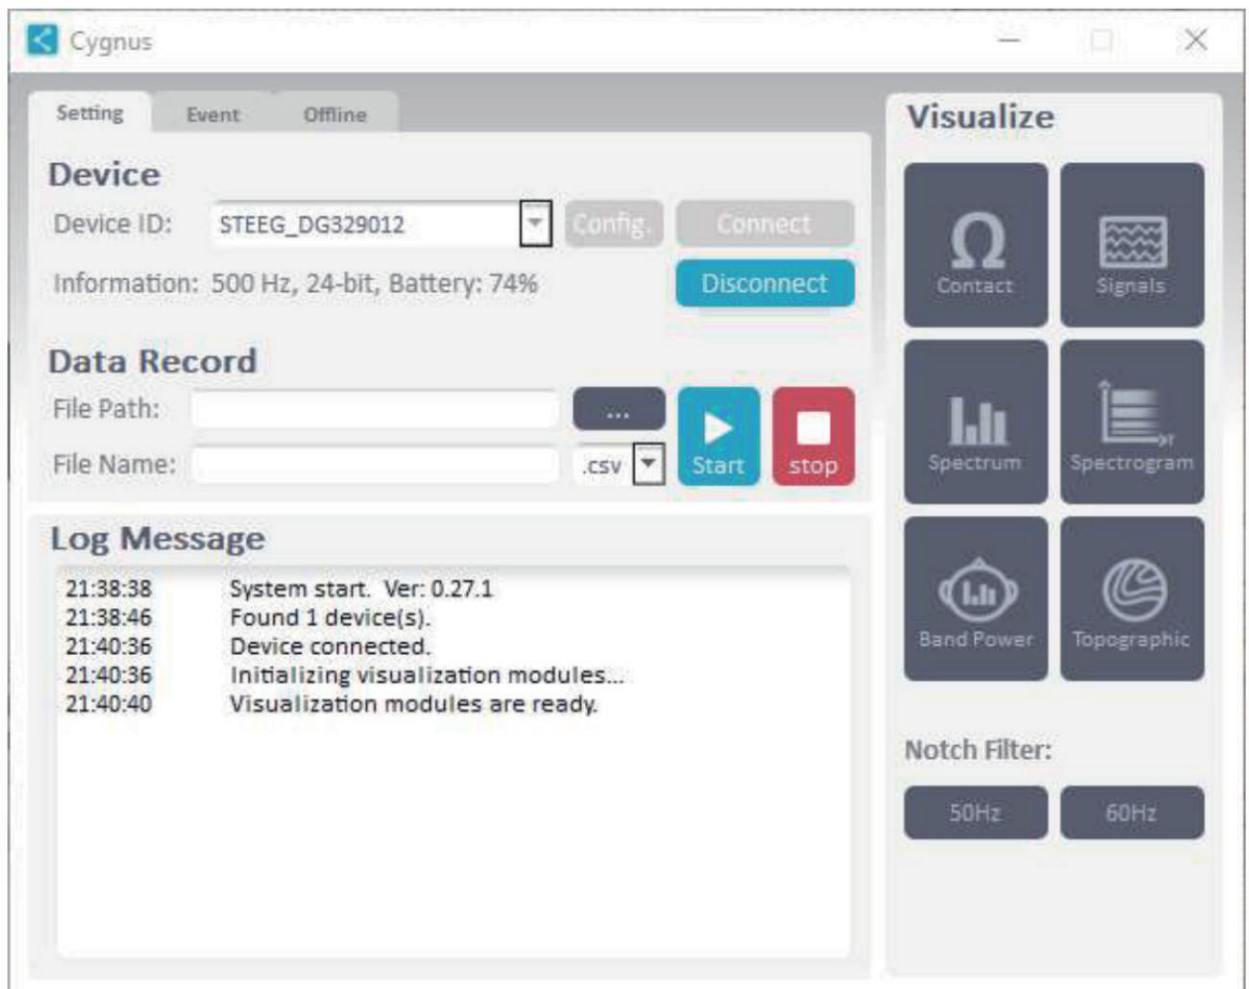 Cygnus
Setting Event Offline
Device
Device ID: STEEG_DG329012 Config. Connect
Information: 500 Hz, 24-bit, Battery: 74% Disconnect
Data Record
File Path: ... Start stop
File Name: .csv
Log Message
21:38:38 System start. Ver: 0.27.1
21:38:46 Found 1 device(s).
21:40:36 Device connected.
21:40:36 Initializing visualization modules...
21:40:40 Visualization modules are ready.
Visualize
Contact Signals
Spectrum Spectrogram
Band Power Topographic
Notch Filter:
50Hz 60Hz